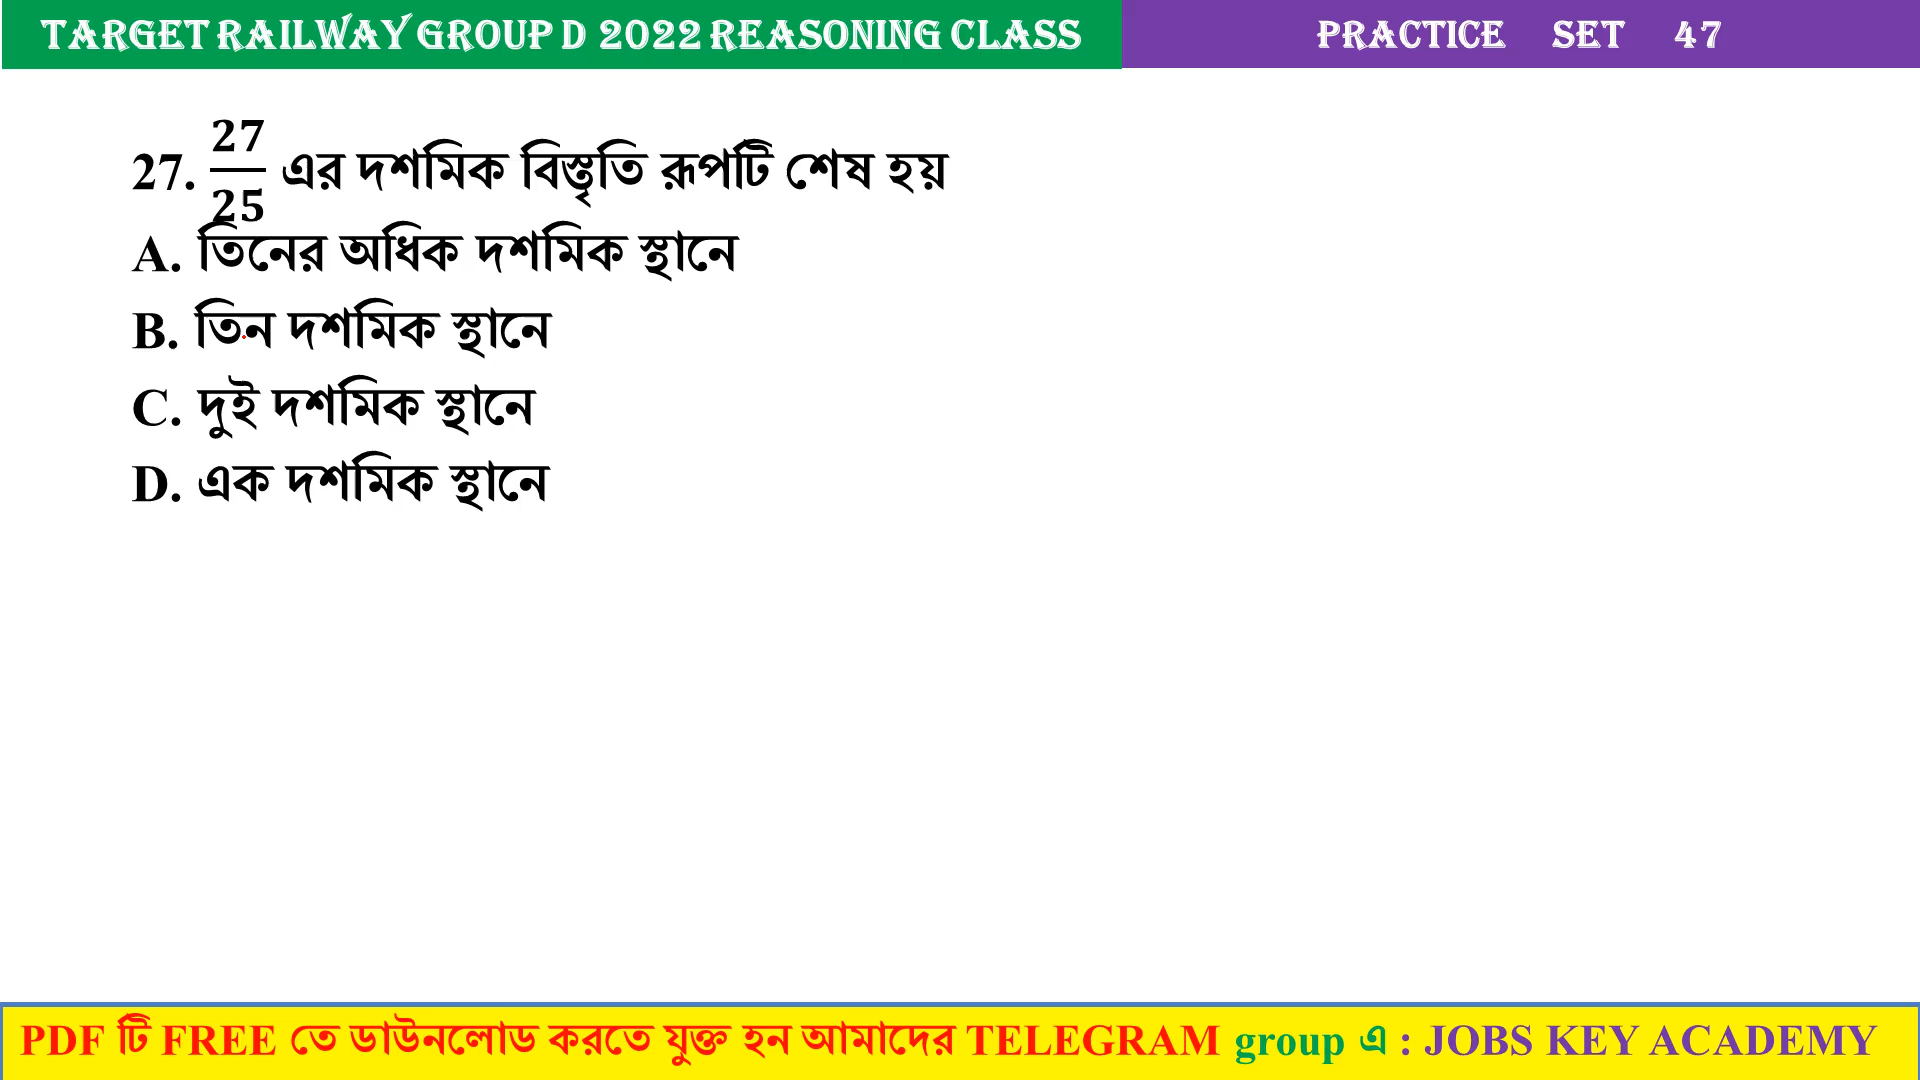 TARGET RAILWAY GROUP D 2022 REASONING CLASS PRACTICE SET 47
27. 27/25 এর দশমিক বিস্তৃতি রূপটি শেষ হয়
A. তিনের অধিক দশমিক স্থানে
B. তিন দশমিক স্থানে
C. দুই দশমিক স্থানে
D. এক দশমিক স্থানে
PDF টি FREE তে ডাউনলোড করতে যুক্ত হন আমাদের TELEGRAM group এ : JOBS KEY ACADEMY